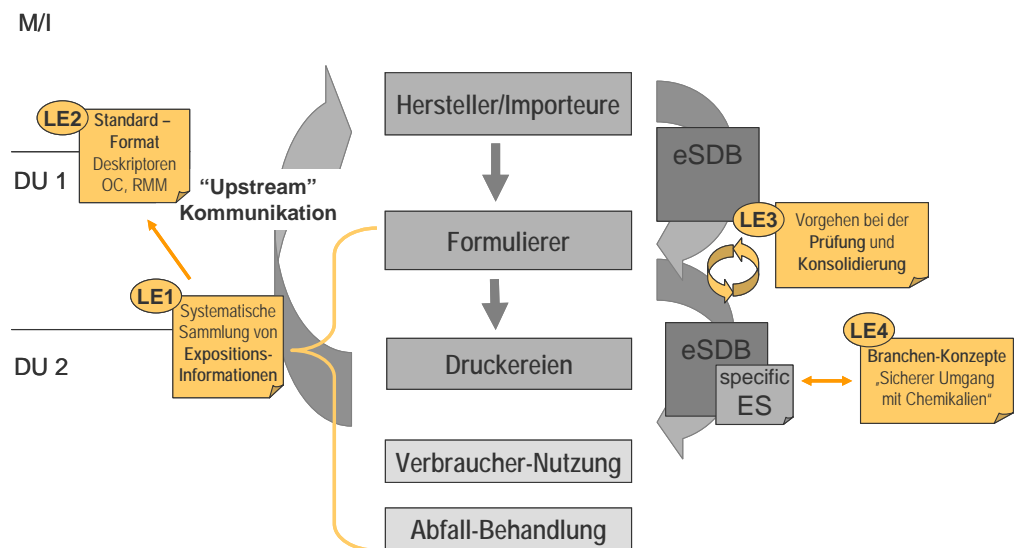 M/I
Hersteller/Importeure
LE2
Standard –
Format
Deskriptoren
OC, RMM
DU 1
“Upstream”
Kommunikation
eSDB
Formulierer
LE3
Vorgehen bei der
Prüfung und
Konsolidierung
LE1
Systematische
Sammlung von
Expositions-
Informationen
DU 2
Druckereien
eSDB
specific
ES
LE4
Branchen-Konzepte
„Sicherer Umgang
mit Chemikalien“
Verbraucher-Nutzung
Abfall-Behandlung